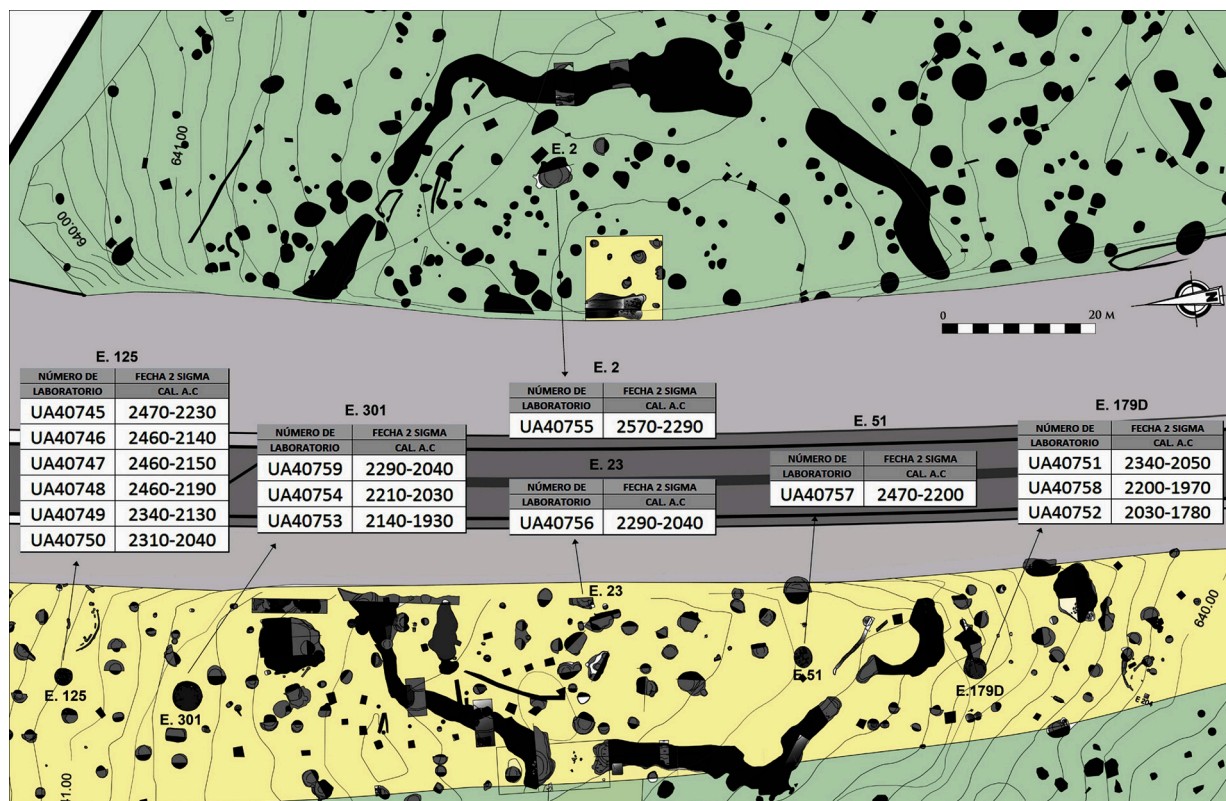 641.00
640.00
E. 2
N
0 20 M
E. 125
NÚMERO DE LABORATORIO FECHA 2 SIGMA CAL. A.C
UA40745 2470-2230
UA40746 2460-2140
UA40747 2460-2150
UA40748 2460-2190
UA40749 2340-2130
UA40750 2310-2040
E. 301
NÚMERO DE LABORATORIO FECHA 2 SIGMA CAL. A.C
UA40759 2290-2040
UA40754 2210-2030
UA40753 2140-1930
E. 2
NÚMERO DE LABORATORIO FECHA 2 SIGMA CAL. A.C
UA40755 2570-2290
E. 23
NÚMERO DE LABORATORIO FECHA 2 SIGMA CAL. A.C
UA40756 2290-2040
E. 51
NÚMERO DE LABORATORIO FECHA 2 SIGMA CAL. A.C
UA40757 2470-2200
E. 179D
NÚMERO DE LABORATORIO FECHA 2 SIGMA CAL. A.C
UA40751 2340-2050
UA40758 2200-1970
UA40752 2030-1780
E. 23
640.00
E. 125
E. 301
E.51
E.179D
E 204
41.00